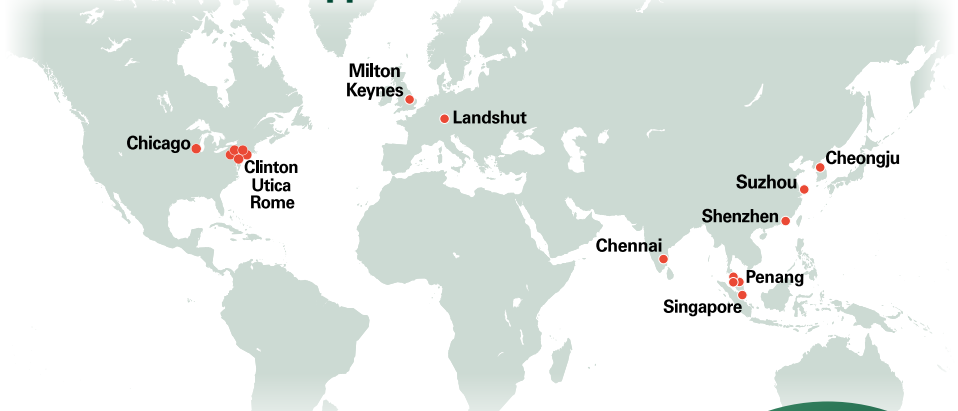 Milton
Keynes
Landshut
Chicago
Clinton
Utica
Rome
Cheongju
Suzhou
Shenzhen
Chennai
Penang
Singapore